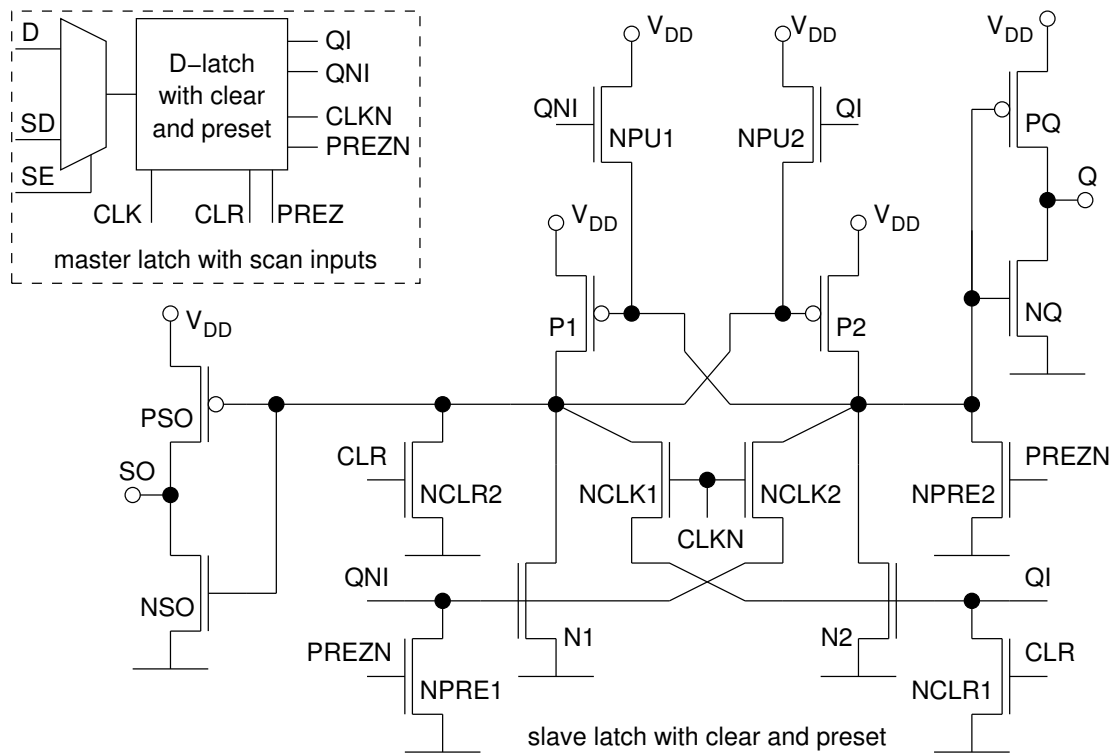 D
SD
SE
D–latch
with clear
and preset
QI
QNI
CLKN
PREZN
CLK
CLR
PREZ
master latch with scan inputs
VDD
QNI
NPU1
VDD
NPU2
QI
VDD
PQ
Q
NQ
VDD
P1
VDD
P2
VDD
PSO
SO
NSO
CLR
NCLR2
NCLK1
NCLK2
CLKN
PREZN
NPRE2
QNI
N1
PREZN
NPRE1
QI
N2
CLR
NCLR1
slave latch with clear and preset